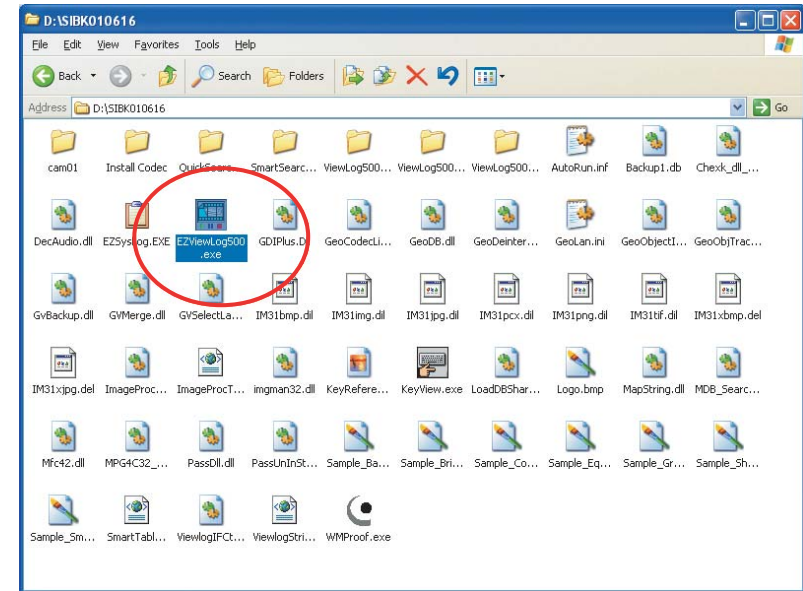 D:\SIBK010616
File Edit View Favorites Tools Help
Back Search Folders
Address D:\SIBK010616 Go
cam01 Install Codec QuickSearc... SmartSearc... ViewLog500... ViewLog500... ViewLog500... AutoRun.inf Backup1.db Chexk_dll_...
DecAudio.dll EZSysLog.EXE EZViewLog500 GDIPlus.Dl GeoCodecLi... GeoDB.dll GeoDeinter... GeoLan.ini GeoObjectI... GeoObjTrac...
.exe
GvBackup.dll GVMerge.dll GVSelectLa... IM31bmp.dil IM31img.dil IM31jpg.dil IM31pcx.dil IM31png.dil IM31tif.dil IM31xbmp.del
IM31xjpg.del ImageProc... ImageProcT... imgman32.dll KeyRefere... KeyView.exe LoadDBShar... Logo.bmp MapString.dll MDB_Searc...
Mfc42.dll MPG4C32_... PassDll.dll PassUnInSt... Sample_Ba... Sample_Bri... Sample_Co... Sample_Eq... Sample_Gr... Sample_Sh...
Sample_Sm... SmartTabl... ViewlogIFCt... ViewlogStri... WMProof.exe